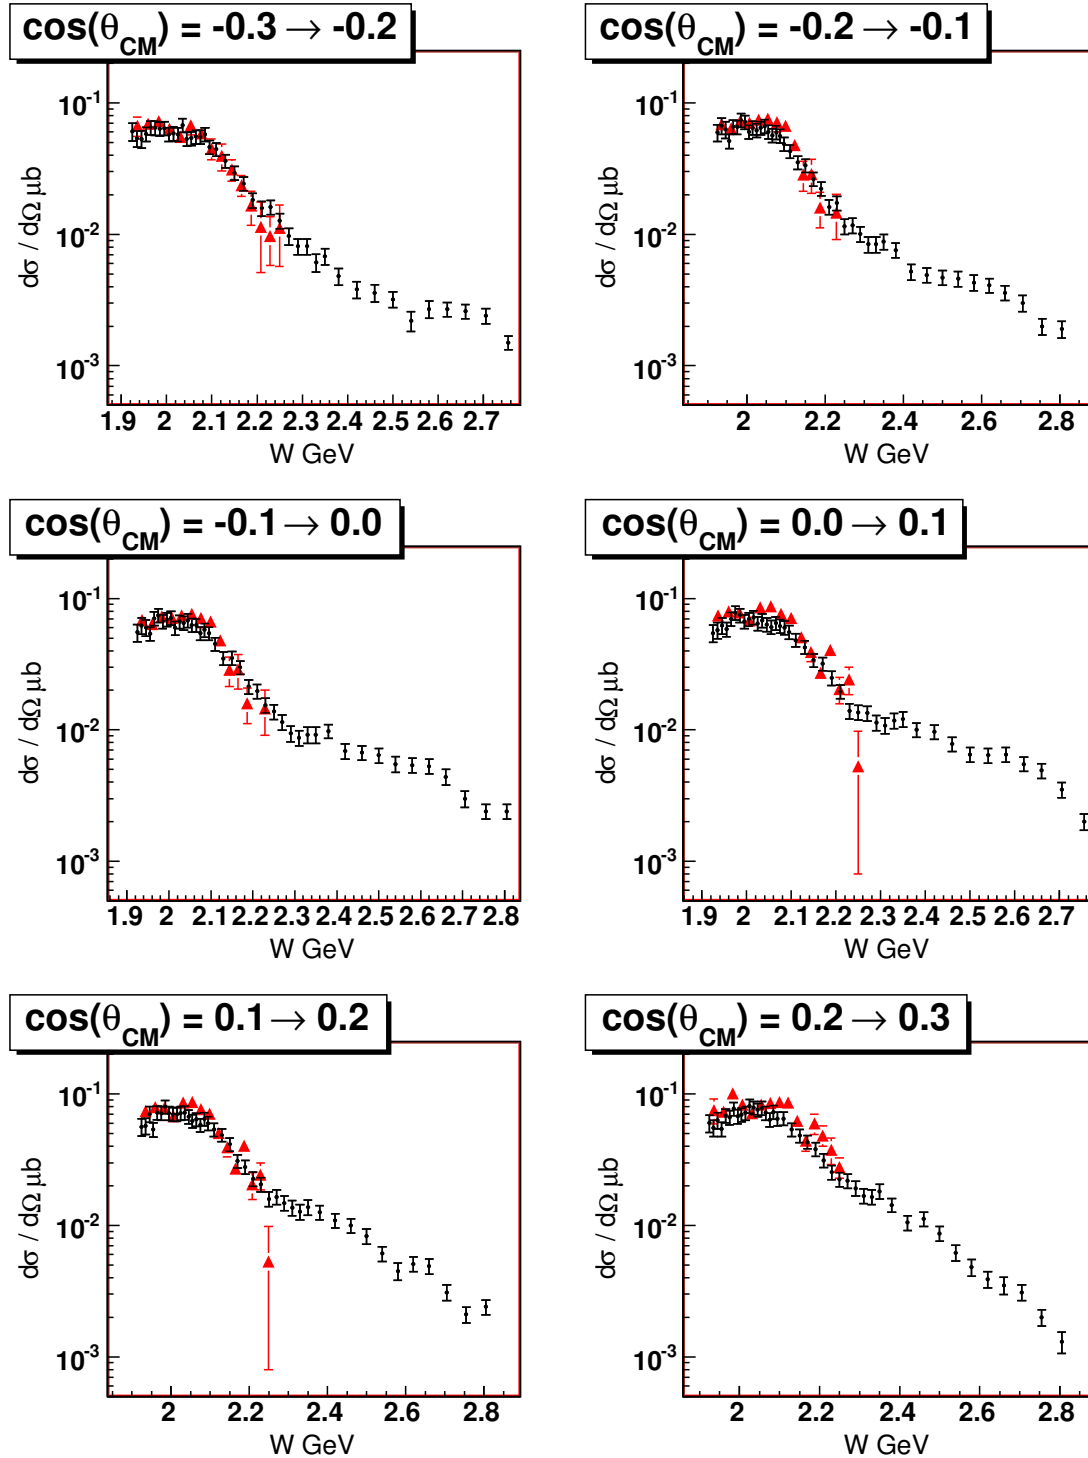 cos(θCM) = -0.3 → -0.2
dσ / dΩ μb
10-1
10-2
10-3
1.9 2 2.1 2.2 2.3 2.4 2.5 2.6 2.7
W GeV
cos(θCM) = -0.2 → -0.1
dσ / dΩ μb
10-1
10-2
10-3
2 2.2 2.4 2.6 2.8
W GeV
cos(θCM) = -0.1 → 0.0
dσ / dΩ μb
10-1
10-2
10-3
1.9 2 2.1 2.2 2.3 2.4 2.5 2.6 2.7 2.8
W GeV
cos(θCM) = 0.0 → 0.1
dσ / dΩ μb
10-1
10-2
10-3
1.9 2 2.1 2.2 2.3 2.4 2.5 2.6 2.7
W GeV
cos(θCM) = 0.1 → 0.2
dσ / dΩ μb
10-1
10-2
10-3
2 2.2 2.4 2.6 2.8
W GeV
cos(θCM) = 0.2 → 0.3
dσ / dΩ μb
10-1
10-2
10-3
2 2.2 2.4 2.6 2.8
W GeV